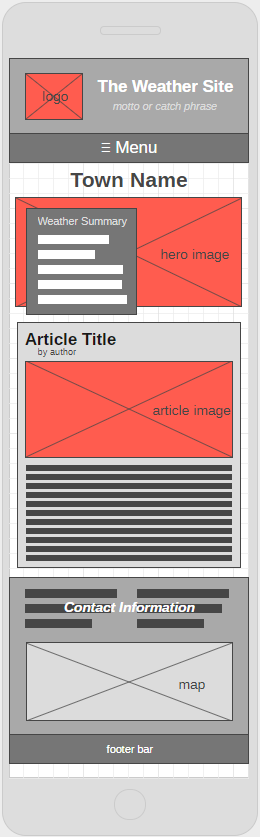 logo
The Weather Site
motto or catch phrase
☰ Menu
Town Name
Weather Summary
hero image
Article Title
by author
article image
Contact Information
map
footer bar